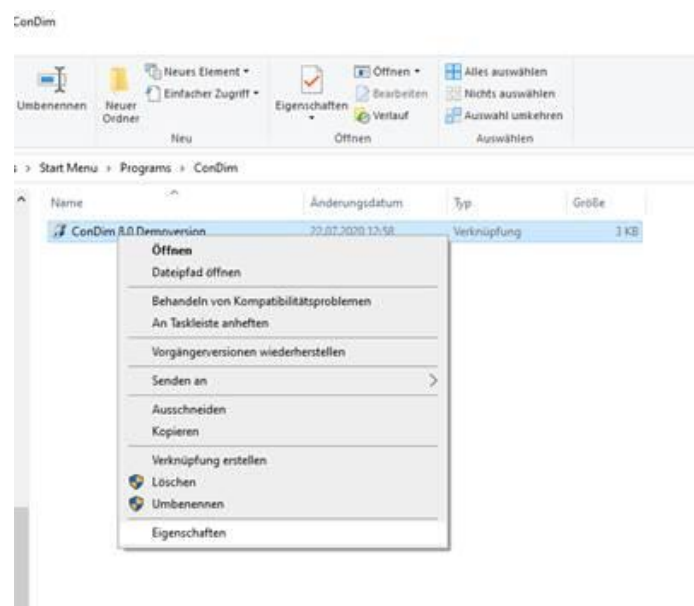 ConDim
Umbenennen
Neuer
Ordner
Neues Element
Einfacher Zugriff
Neu
Eigenschaften
Öffnen
Bearbeiten
Verlauf
Öffnen
Alles auswählen
Nichts auswählen
Auswahl umkehren
Auswählen
s > Start Menu > Programs > ConDim
Name Änderungsdatum Typ Größe
ConDim 8.0 Demoversion 22.07.2020 12:58 Verknüpfung 3 KB
Öffnen
Dateipfad öffnen
Behandeln von Kompatibilitätsproblemen
An Taskleiste anheften
Vorgängerversionen wiederherstellen
Senden an >
Ausschneiden
Kopieren
Verknüpfung erstellen
Löschen
Umbenennen
Eigenschaften